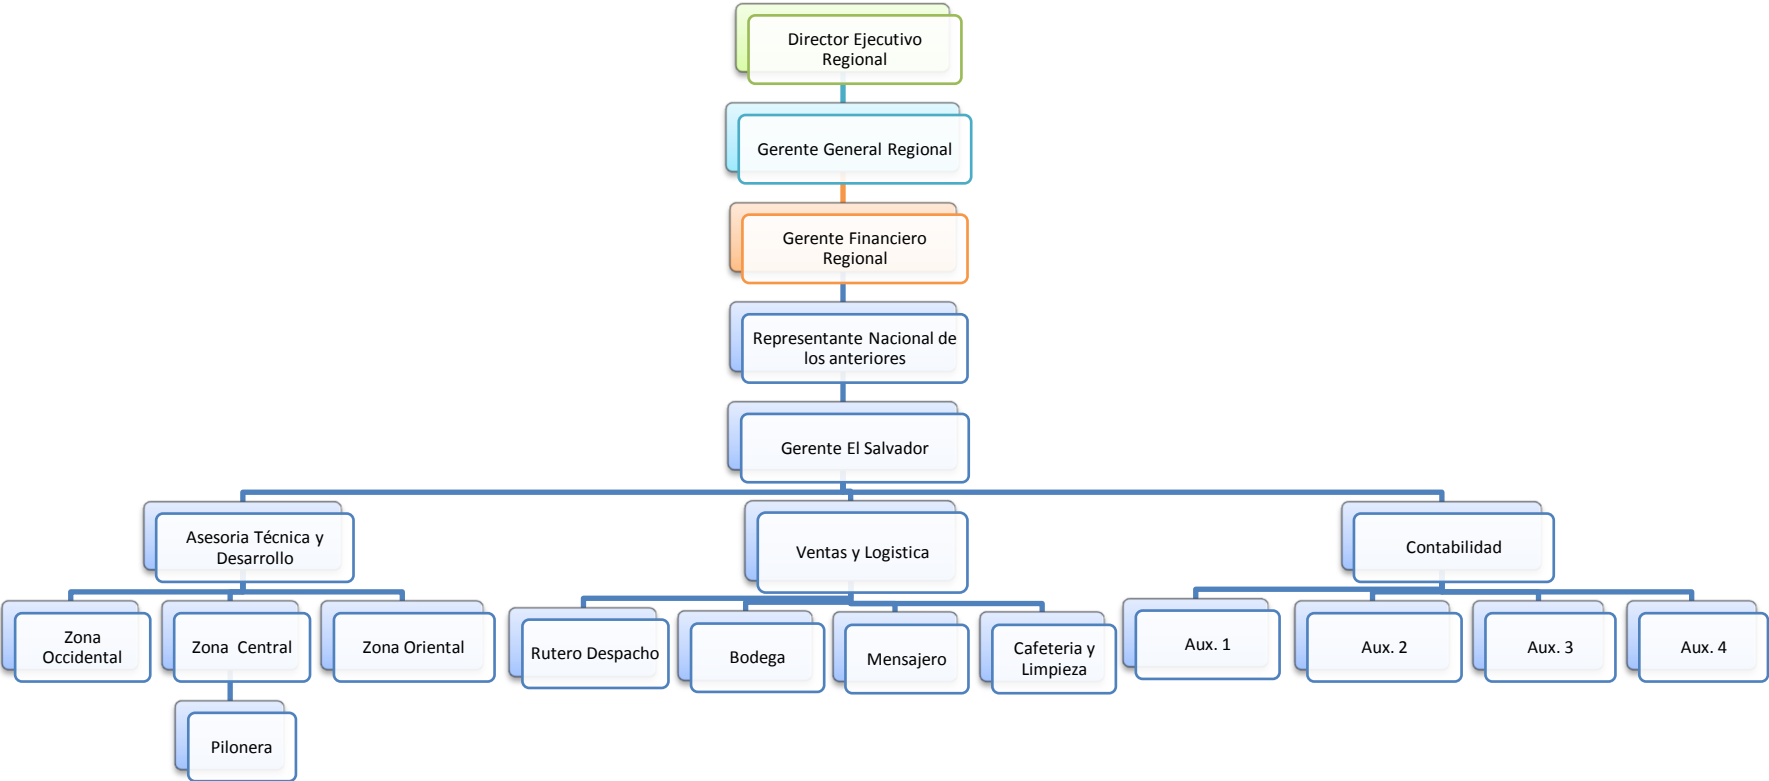 Director Ejecutivo
Regional
Gerente General Regional
Gerente Financiero
Regional
Representante Nacional de
los anteriores
Gerente El Salvador
Asesoria Técnica y
Desarrollo
Ventas y Logistica
Contabilidad
Zona
Occidental
Zona Central
Zona Oriental
Rutero Despacho
Bodega
Mensajero
Cafeteria y
Limpieza
Aux. 1
Aux. 2
Aux. 3
Aux. 4
Pilonera